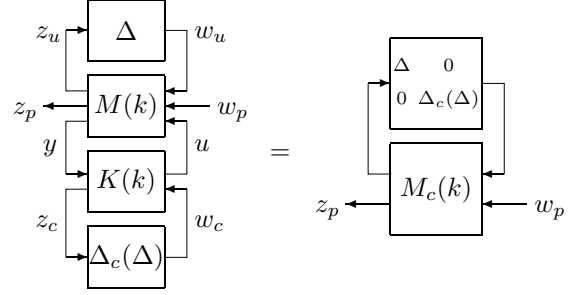 z_u Δ w_u
z_p M(k) w_p
y u
K(k)
z_c w_c
Δ_c(Δ)
=
Δ 0
0 Δ_c(Δ)
M_c(k)
z_p w_p